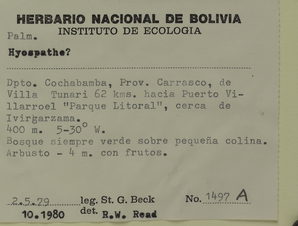 HERBARIO NACIONAL DE BOLIVIA
INSTITUTO DE ECOLOGIA
Palm.
Hyospathe?
Dpto. Cochabamba, Prov. Carrasco, de
Villa Tunari 62 kms. hacia Puerto Vi-
llarroel "Parque Litoral", cerca de
Ivirgarzama.
400 m. 5-30° W.
Bosque siempre verde sobre pequeña colina.
Arbusto - 4 m. con frutos.
2.5.79 leg. St. G. Beck No. 1497 A
10.1980 det. R.W. Read